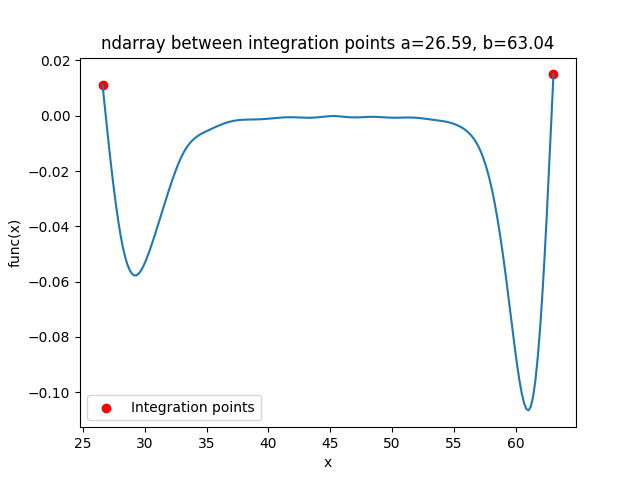 ndarray between integration points a=26.59, b=63.04
func(x)
0.02
0.00
−0.02
−0.04
−0.06
−0.08
−0.10
Integration points
25 30 35 40 45 50 55 60
x